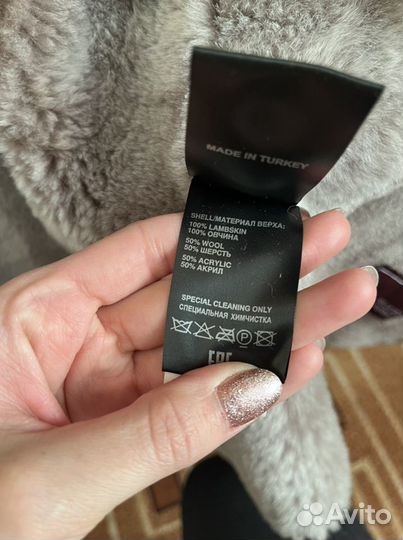 MADE IN TURKEY
SHELL/МАТЕРИАЛ ВЕРХА:
100% LAMBSKIN
100% ОВЧИНА
50% WOOL
50% ШЕРСТЬ
50% ACRYLIC
50% АКРИЛ
SPECIAL CLEANING ONLY
СПЕЦИАЛЬНАЯ ХИМЧИСТКА
P
EAC
Avito